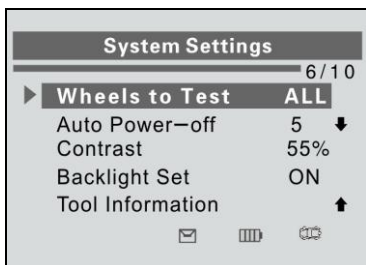 System Settings
6/10
Wheels to Test ALL
Auto Power-off 5
Contrast 55%
Backlight Set ON
Tool Information